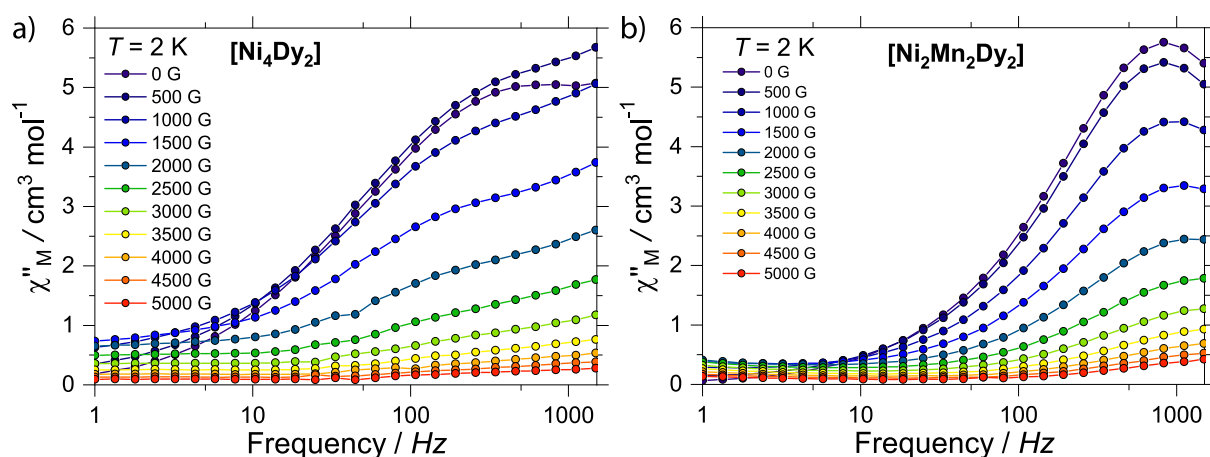 a)
T = 2 K
[Ni4Dy2]
0 G
500 G
1000 G
1500 G
2000 G
2500 G
3000 G
3500 G
4000 G
4500 G
5000 G
χ"M / cm³ mol⁻¹
6
5
4
3
2
1
0
1
10
100
1000
Frequency / Hz
b)
T = 2 K
[Ni2Mn2Dy2]
0 G
500 G
1000 G
1500 G
2000 G
2500 G
3000 G
3500 G
4000 G
4500 G
5000 G
χ"M / cm³ mol⁻¹
6
5
4
3
2
1
0
1
10
100
1000
Frequency / Hz